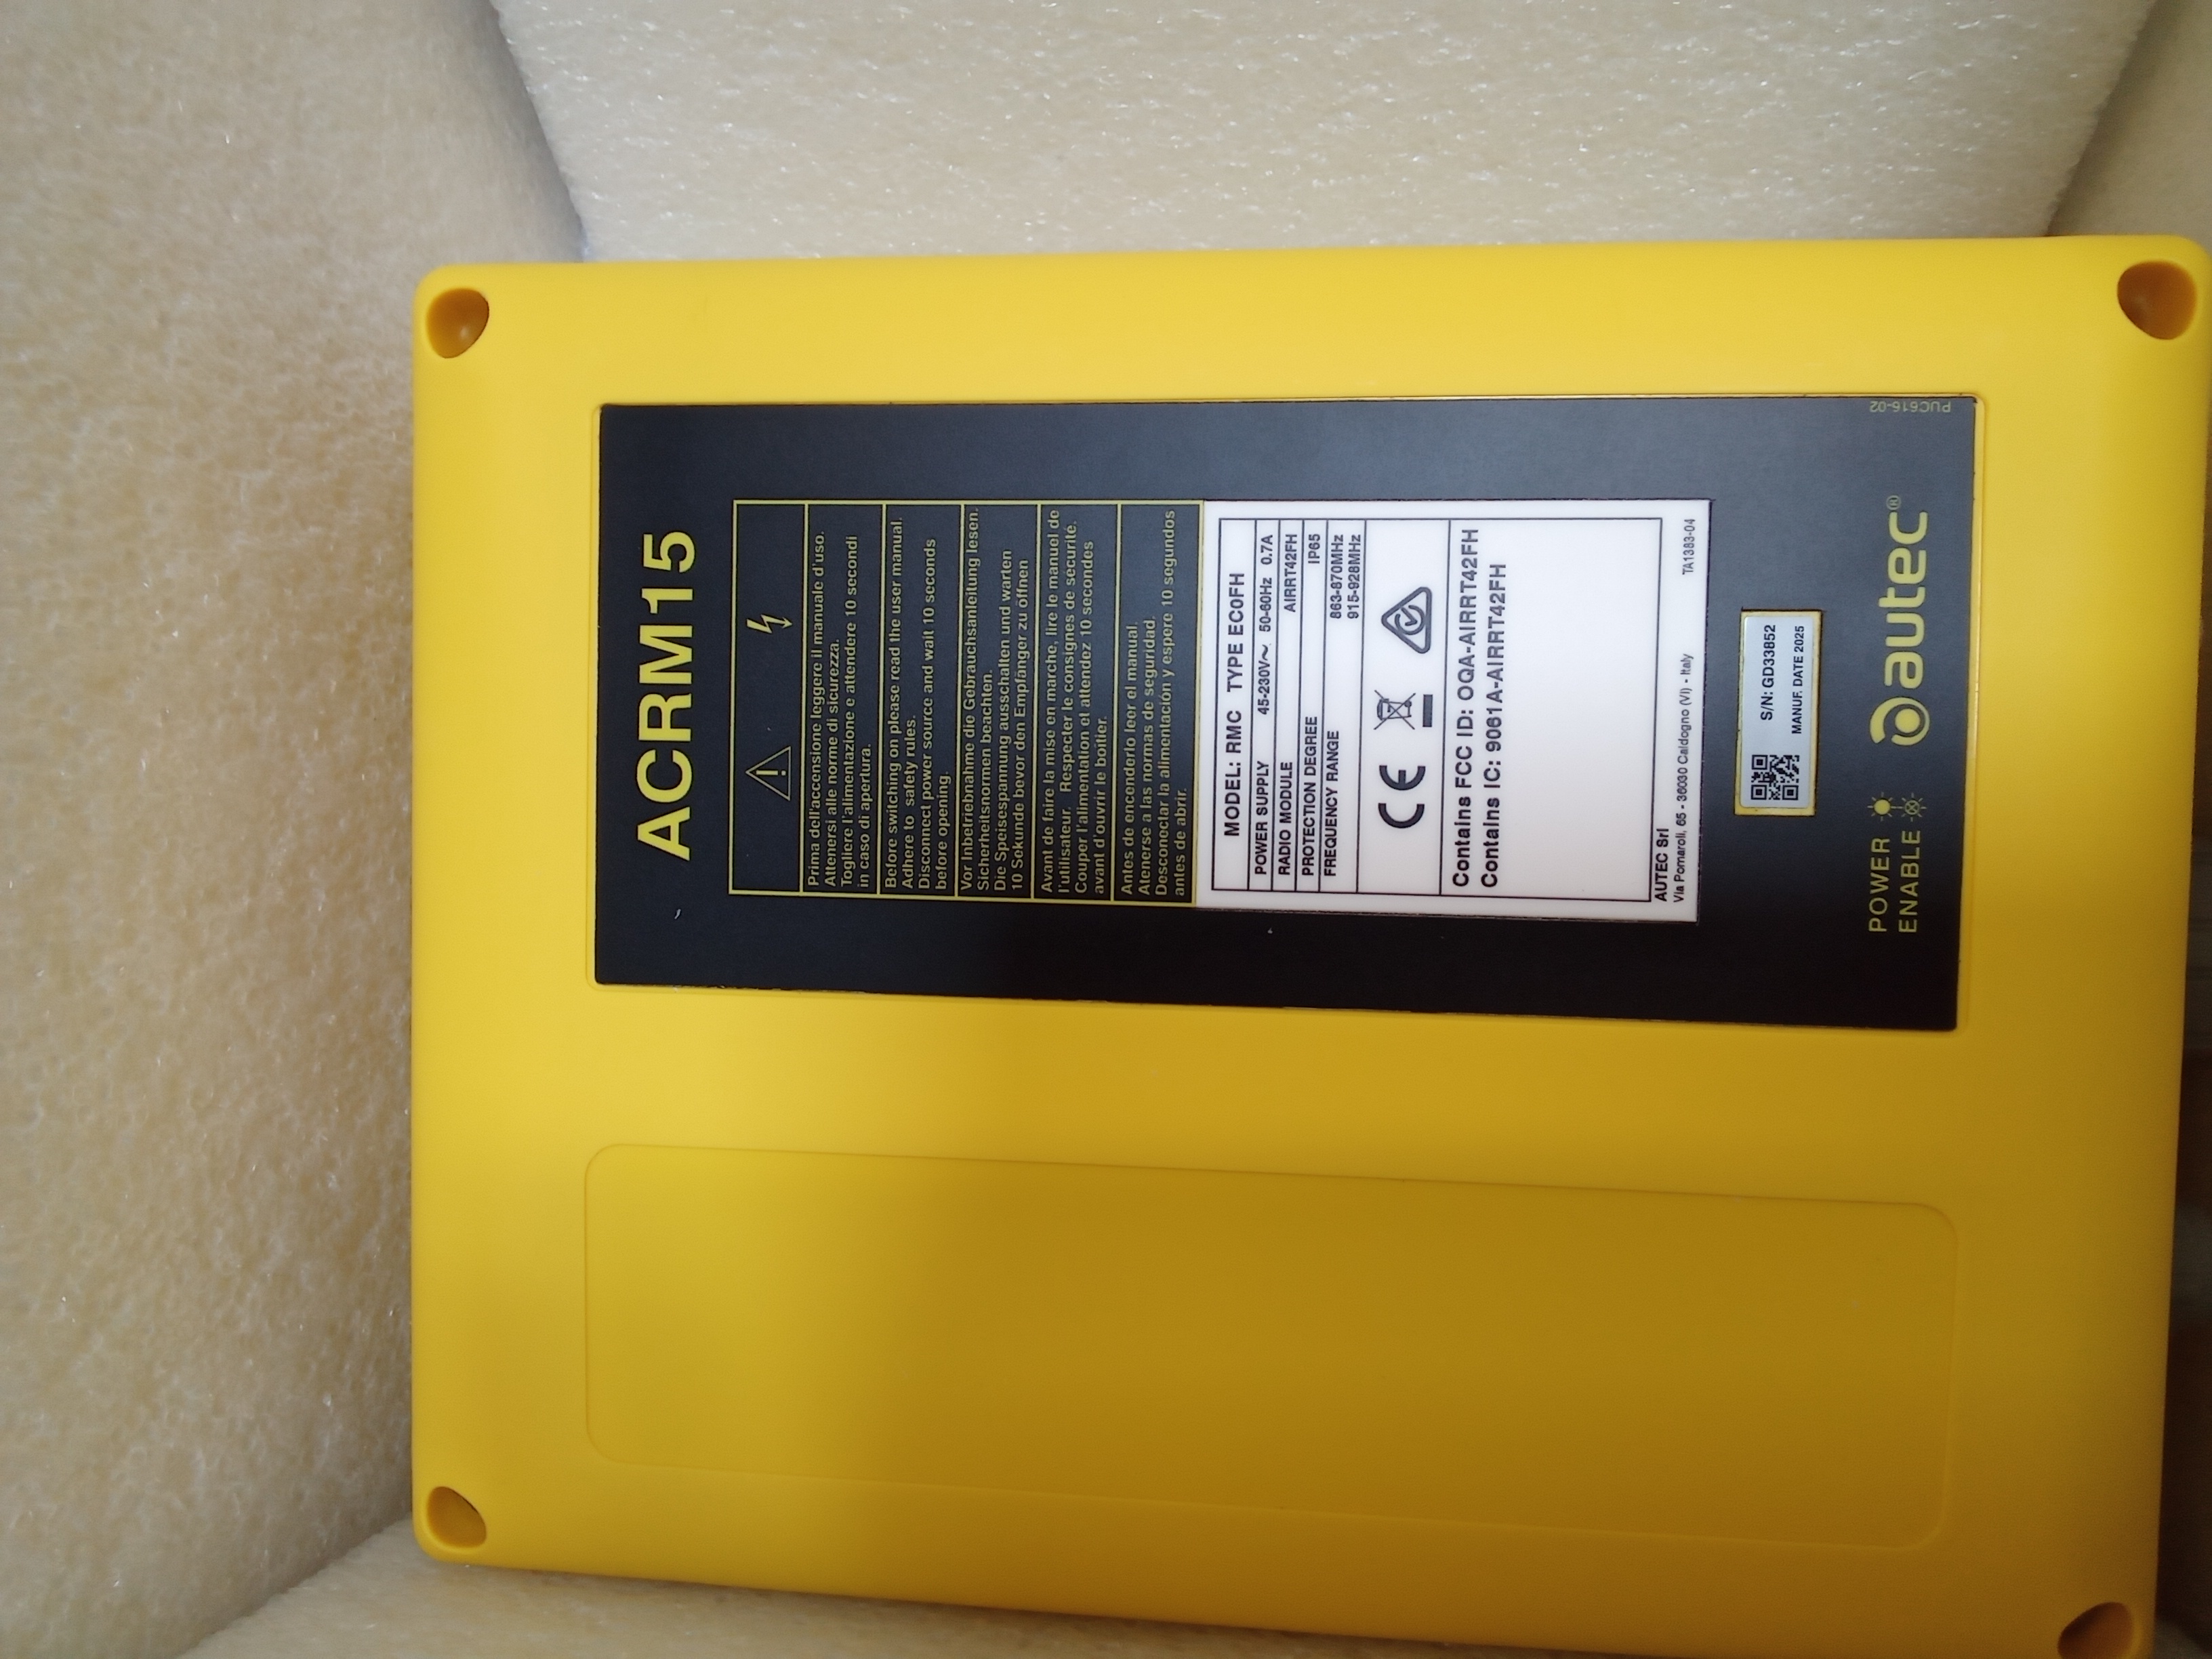 ACRM15
Prima dell'accensione leggere il manuale d'uso.
Attenersi alle norme di sicurezza.
Togliere l'alimentazione e attendere 10 secondi
in caso di apertura.
Before switching on please read the user manual.
Adhere to safety rules.
Disconnect power source and wait 10 seconds
before opening.
Vor Inbetriebnahme die Gebrauchsanleitung lesen.
Sicherheitsnormen beachten.
Die Speisespannung ausschalten und warten
10 Sekunde bevor den Empfänger zu öffnen
Avant de faire la mise en marche, lire le manuel de
l'utilisateur. Respecter le consignes de securité.
Couper l'alimentation et attendez 10 secondes
avant d'ouvrir le boitier.
Antes de encenderlo leer el manual.
Atenerse a las normas de seguridad.
Desconectar la alimentación y espere 10 segundos
antes de abrir.
MODEL: RMC TYPE EC0FH
POWER SUPPLY 45-230V~ 50-60Hz 0.7A
RADIO MODULE AIRRT42FH
PROTECTION DEGREE IP65
FREQUENCY RANGE 863-870MHz
915-928MHz
CE
Contains FCC ID: OQA-AIRRT42FH
Contains IC: 9061A-AIRRT42FH
AUTEC Srl
Via Pomaroli, 65 - 36030 Caldogno (VI) - Italy TA1383-04
S/N: GD33852
MANUF. DATE 2025
POWER
ENABLE
autec®
PUC616-02